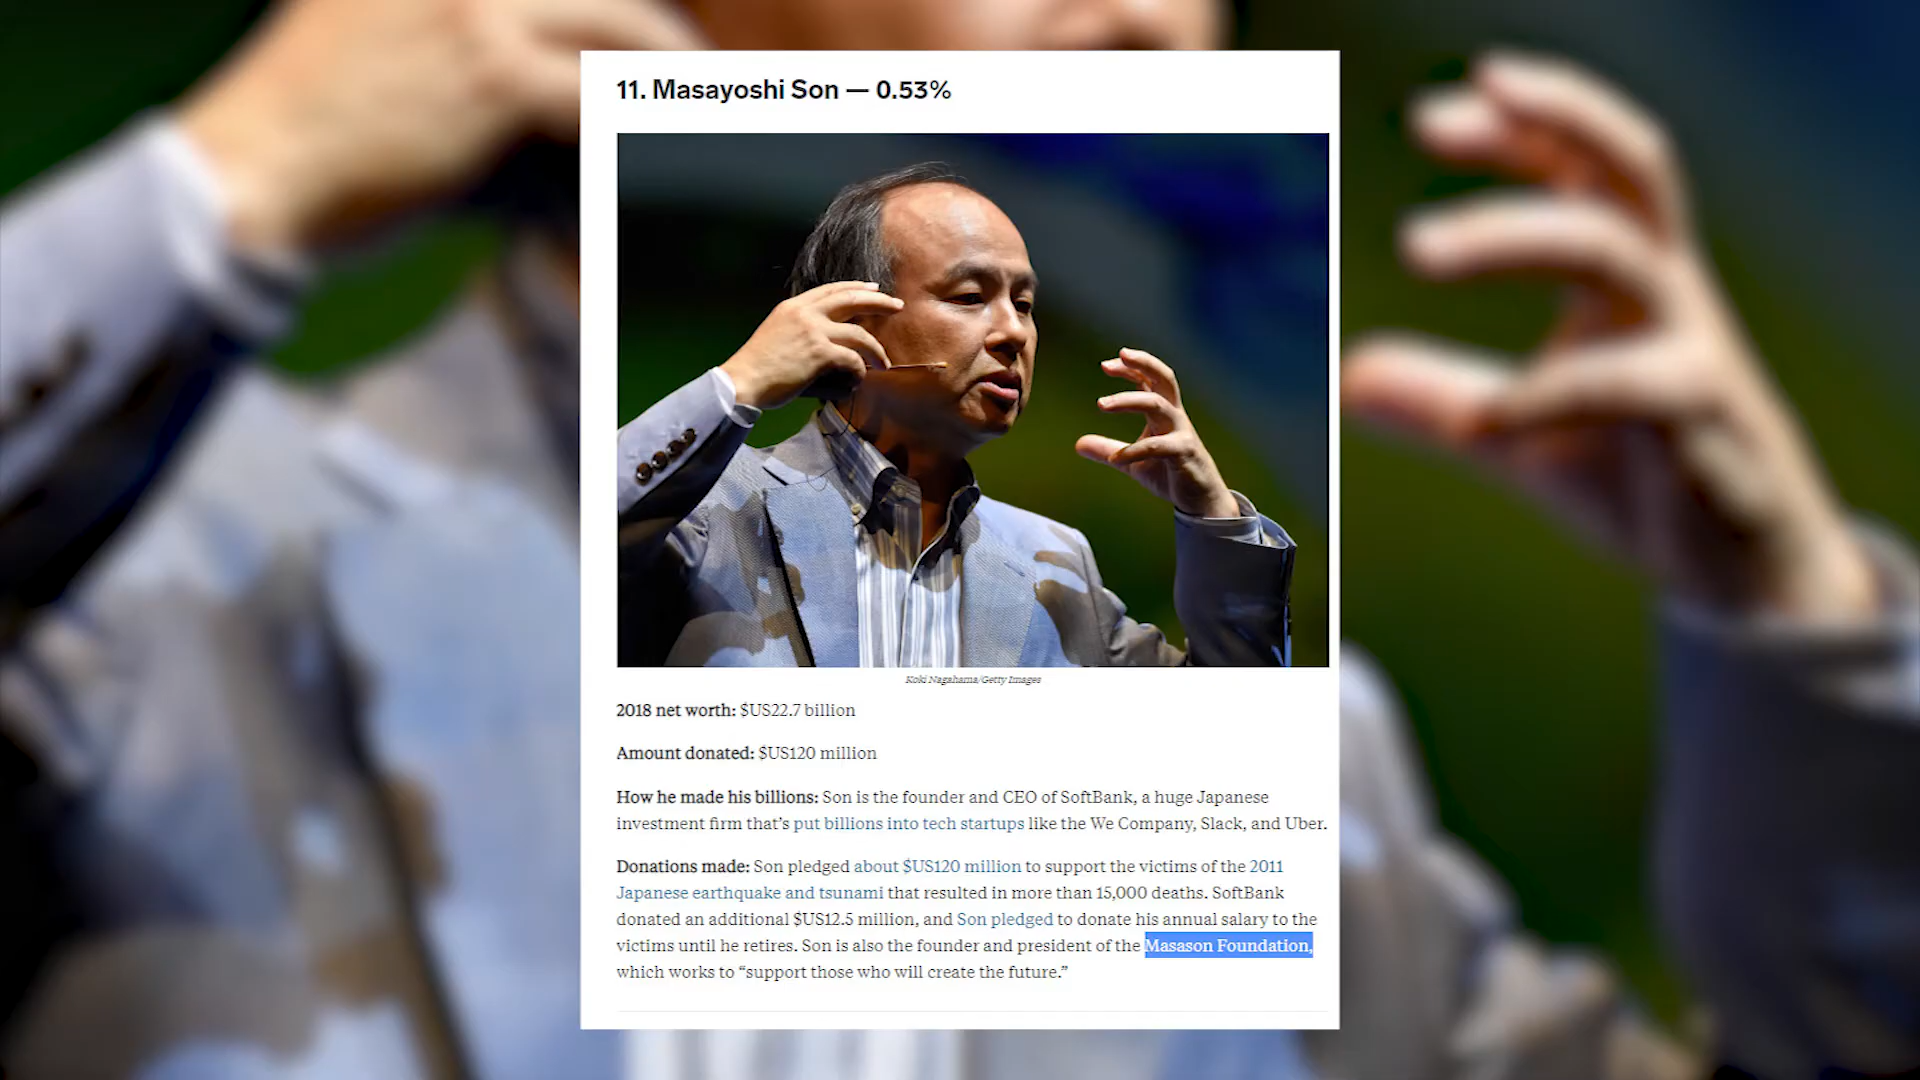 11. Masayoshi Son — 0.53%
Koki Nagahama/Getty Images
2018 net worth: $US22.7 billion
Amount donated: $US120 million
How he made his billions: Son is the founder and CEO of SoftBank, a huge Japanese
investment firm that’s put billions into tech startups like the We Company, Slack, and Uber.
Donations made: Son pledged about $US120 million to support the victims of the 2011
Japanese earthquake and tsunami that resulted in more than 15,000 deaths. SoftBank
donated an additional $US12.5 million, and Son pledged to donate his annual salary to the
victims until he retires. Son is also the founder and president of the Masason Foundation,
which works to “support those who will create the future.”